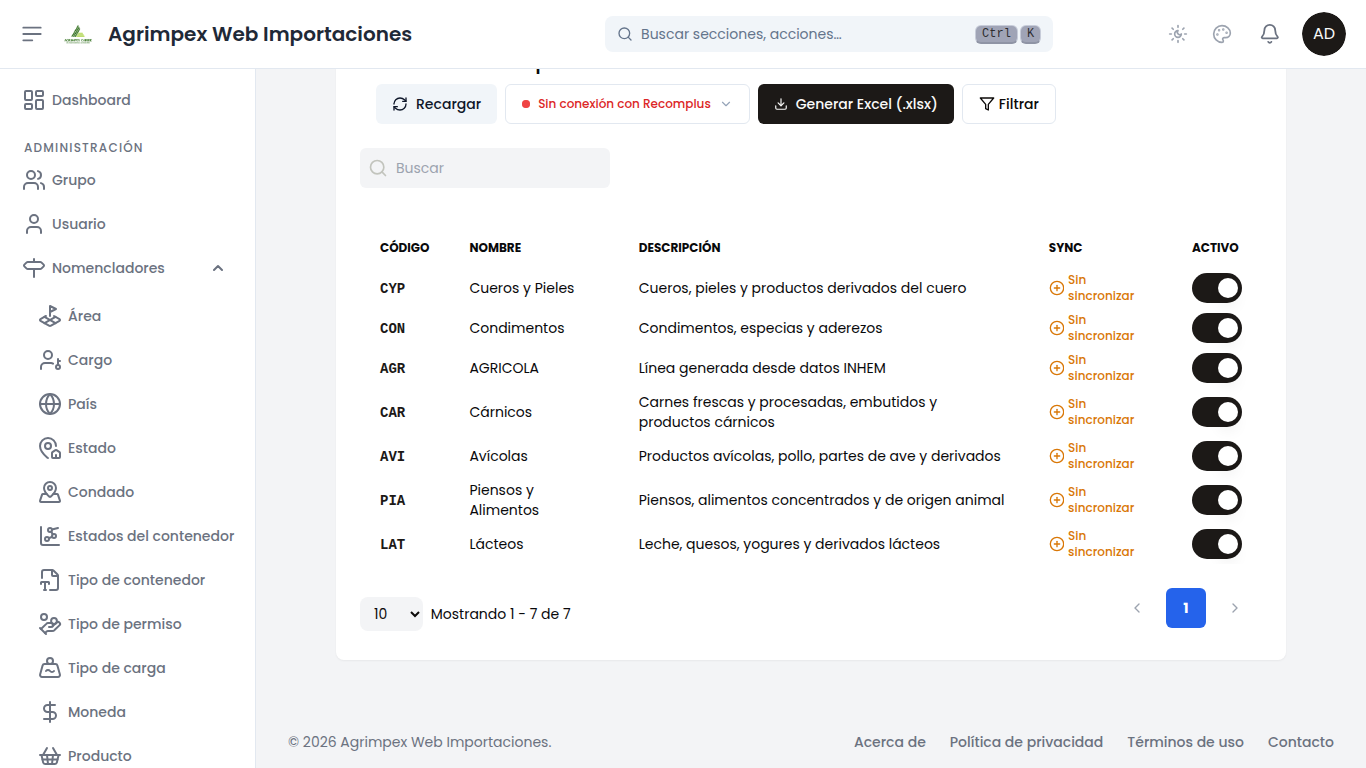 Agrimpex Web Importaciones
Buscar secciones, acciones...
Ctrl K
AD
Dashboard
ADMINISTRACIÓN
Grupo
Usuario
Nomencladores
Área
Cargo
País
Estado
Condado
Estados del contenedor
Tipo de contenedor
Tipo de permiso
Tipo de carga
Moneda
Producto
Recargar
Sin conexión con Recomplus
Generar Excel (.xlsx)
Filtrar
Buscar
CÓDIGO NOMBRE DESCRIPCIÓN SYNC ACTIVO
CYP Cueros y Pieles Cueros, pieles y productos derivados del cuero Sin sincronizar
CON Condimentos Condimentos, especias y aderezos Sin sincronizar
AGR AGRICOLA Línea generada desde datos INHEM Sin sincronizar
CAR Cárnicos Carnes frescas y procesadas, embutidos y productos cárnicos Sin sincronizar
AVI Avícolas Productos avícolas, pollo, partes de ave y derivados Sin sincronizar
PIA Piensos y Alimentos Piensos, alimentos concentrados y de origen animal Sin sincronizar
LAT Lácteos Leche, quesos, yogures y derivados lácteos Sin sincronizar
10 Mostrando 1 - 7 de 7
1
© 2026 Agrimpex Web Importaciones.
Acerca de Política de privacidad Términos de uso Contacto